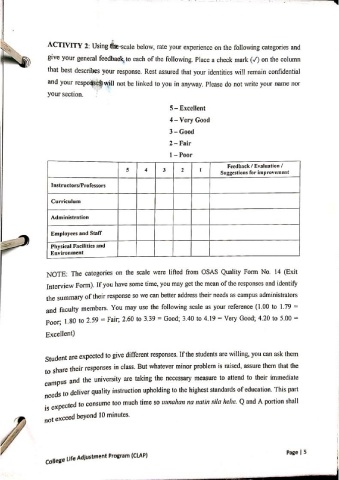 ACTIVITY 2: Using the scale below, rate your experience on the following categories and
give your general feedback to each of the following. Place a check mark (✓) on the column
that best describes your response. Rest assured that your identities will remain confidential
and your responses will not be linked to you in anyway. Please do not write your name nor
your section.
5 – Excellent
4 – Very Good
3 – Good
2 – Fair
1 – Poor
5 4 3 2 1 Feedback / Evaluation /
Suggestions for improvement
Instructors/Professors
Curriculum
Administration
Employees and Staff
Physical Facilities and
Environment
NOTE: The categories on the scale were lifted from OSAS Quality Form No. 14 (Exit
Interview Form). If you have some time, you may get the mean of the responses and identify
the summary of their response so we can better address their needs as campus administrators
and faculty members. You may use the following scale as your reference (1.00 to 1.79 =
Poor; 1.80 to 2.59 = Fair; 2.60 to 3.39 = Good; 3.40 to 4.19 = Very Good; 4.20 to 5.00 =
Excellent)
Student are expected to give different responses. If the students are willing, you can ask them
to share their responses in class. But whatever minor problem is raised, assure them that the
campus and the university are taking the necessary measure to attend to their immediate
needs to deliver quality instruction upholding to the highest standards of education. This part
is expected to consume too much time so unahan na natin sila hehe. Q and A portion shall
not exceed beyond 10 minutes.
College Life Adjustment Program (CLAP)
Page | 5